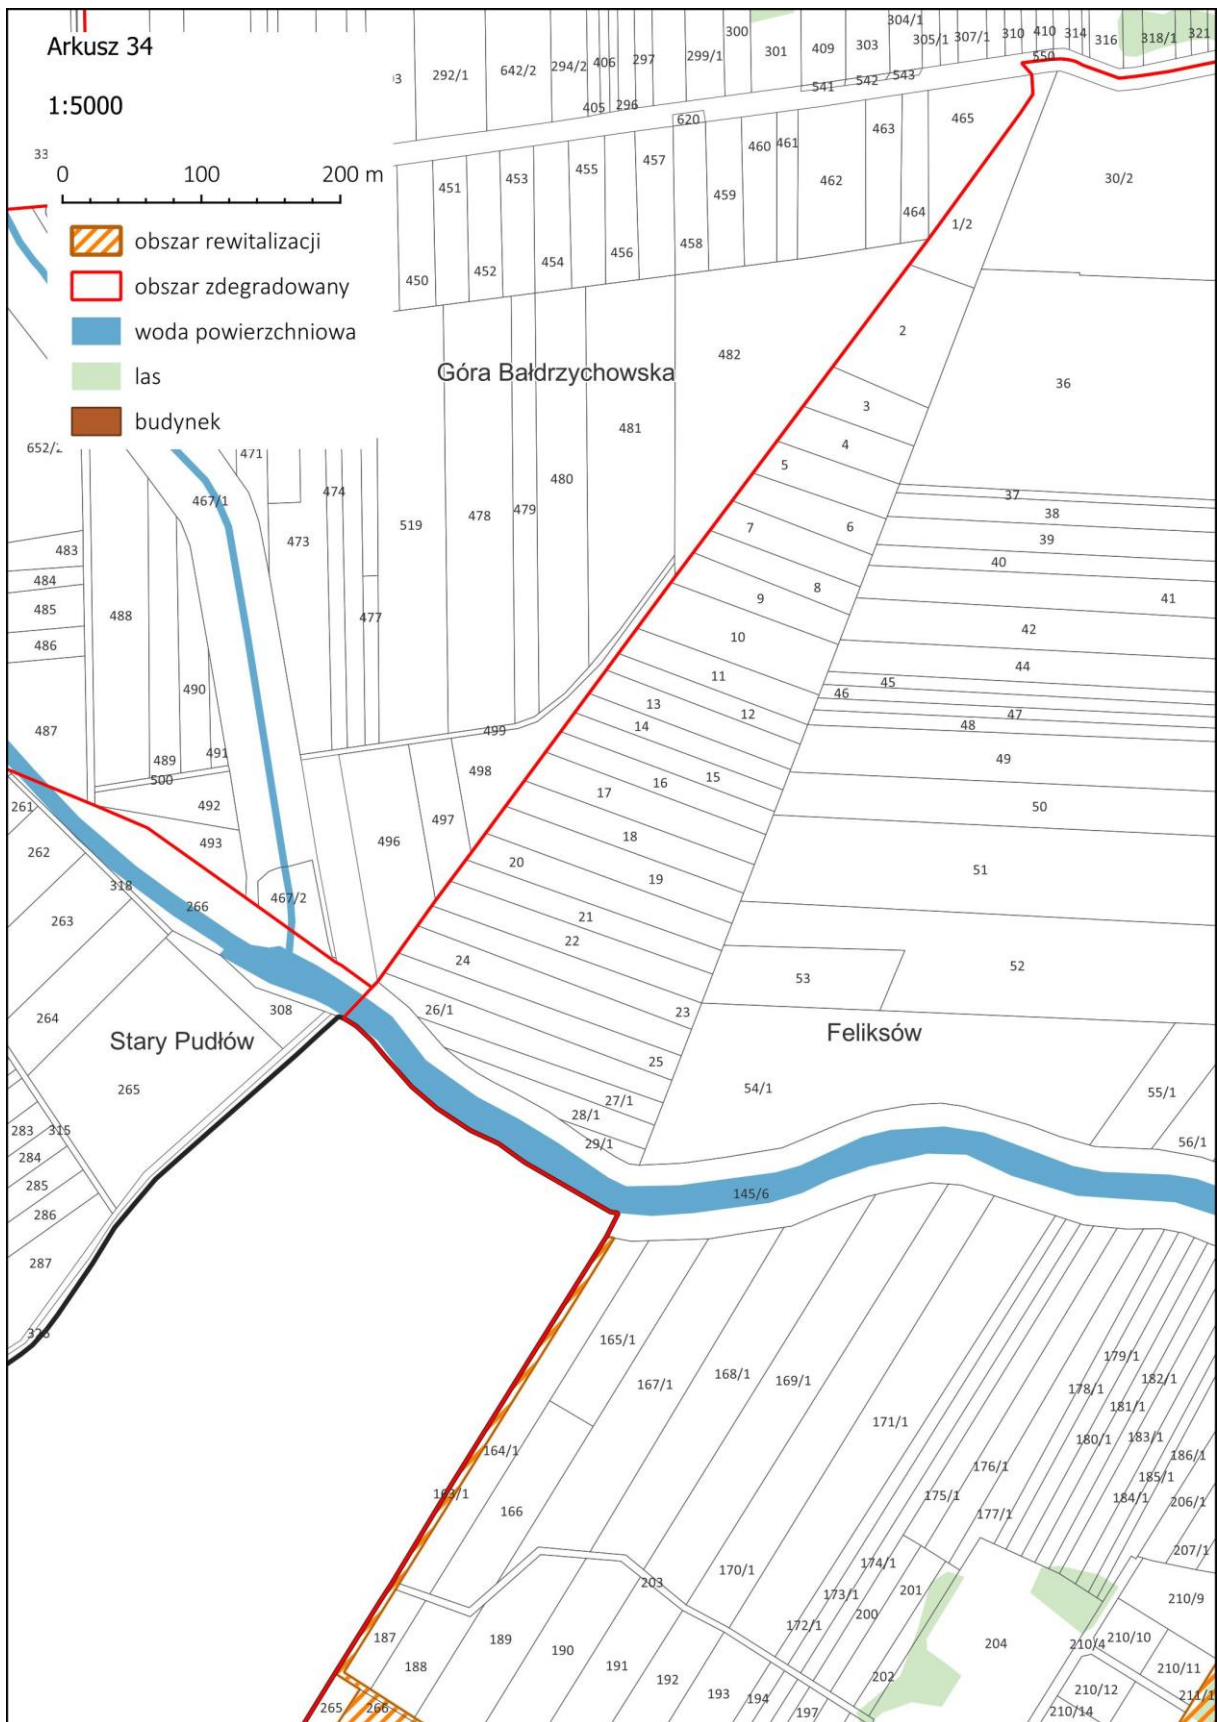 Arkusz 34
1:5000
0 100 200 m
obszar rewitalizacji
obszar zdegradowany
woda powierzchniowa
las
budynek
300 304/1
292/1 642/2 294/2 406 297 299/1 301 409 303 305/1 307/1 310 410 314 316 318/1 321
550
405 296 541 542 543
620
33
451 453 455 457 460 461 463 465
30/2
459 462 464 1/2
450 452 454 456 458
2
482
Góra Bałdrzychowska
36
3
481
4
652/2 471
5
467/1 474 480
37
519 478 479
38
473 7 6
39
483
40
484
8
485 41
9
488 477
486 42
10
44
11
490 45
46
13 12
487 14 47
499 48
489 491
498 49
500 16 15
17
261 492
50
497 18
493 496
262 20
51
19
318
467/2
266
263 21
22
24 52
53
308 26/1 23
264
Stary Pudłów Feliksów
25
265 54/1 55/1
27/1
28/1
283 315 29/1 56/1
284
285
145/6
286
287
326
165/1
179/1
168/1 169/1 182/1
167/1 178/1
181/1
171/1
180/1 183/1
164/1 186/1
176/1
185/1
163/1 175/1 184/1 206/1
166 177/1
207/1
174/1
170/1
203
201
173/1 210/9
200
172/1
187 189 210/10
190 204 210/4
188 191 210/11
192 202
193 210/12
194 211/1
265 266 197 210/14